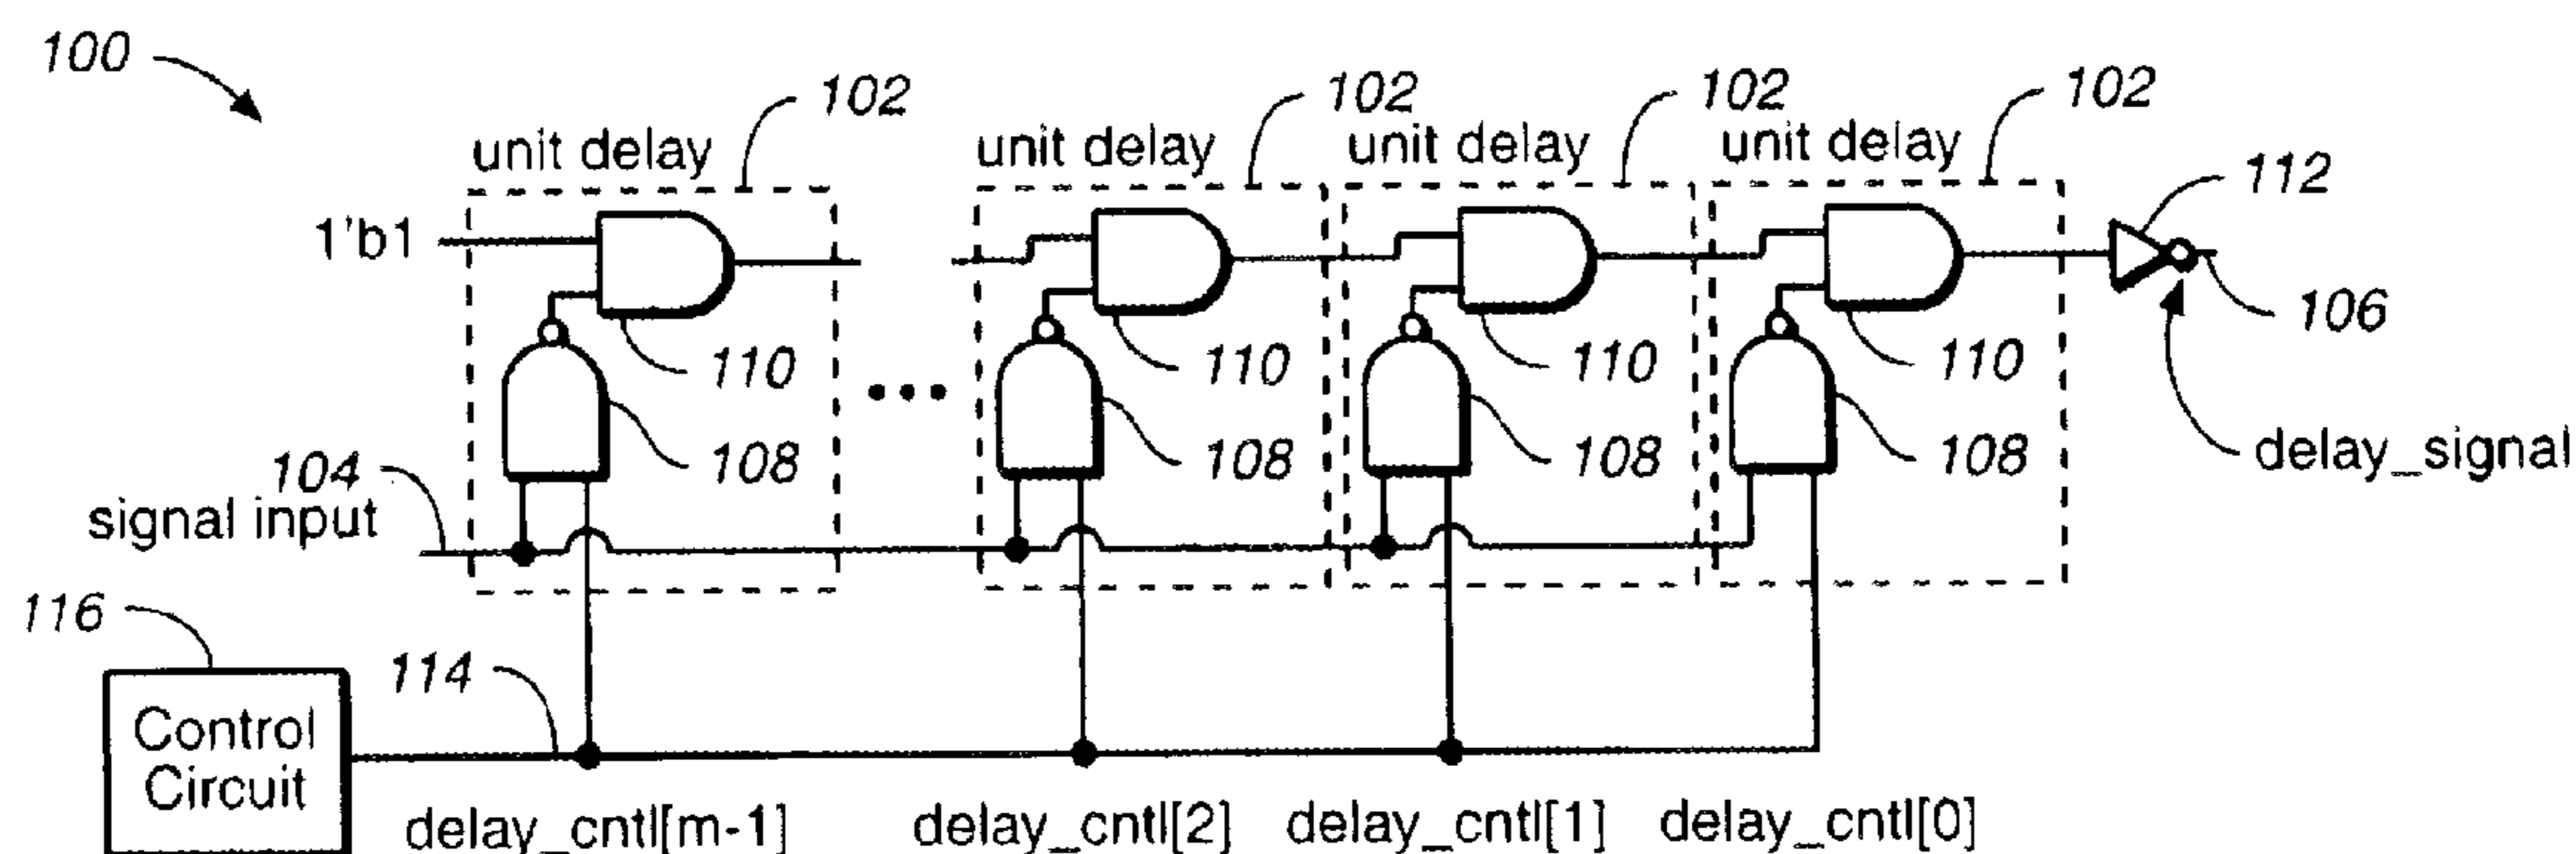 100
102
102
102
102
unit delay
unit delay
unit delay
unit delay
112
1'b1
106
110
110
110
110
108
108
108
108
delay_signal
104
signal input
116
114
Control
Circuit
delay_cntl[m-1]
delay_cntl[2]
delay_cntl[1]
delay_cntl[0]